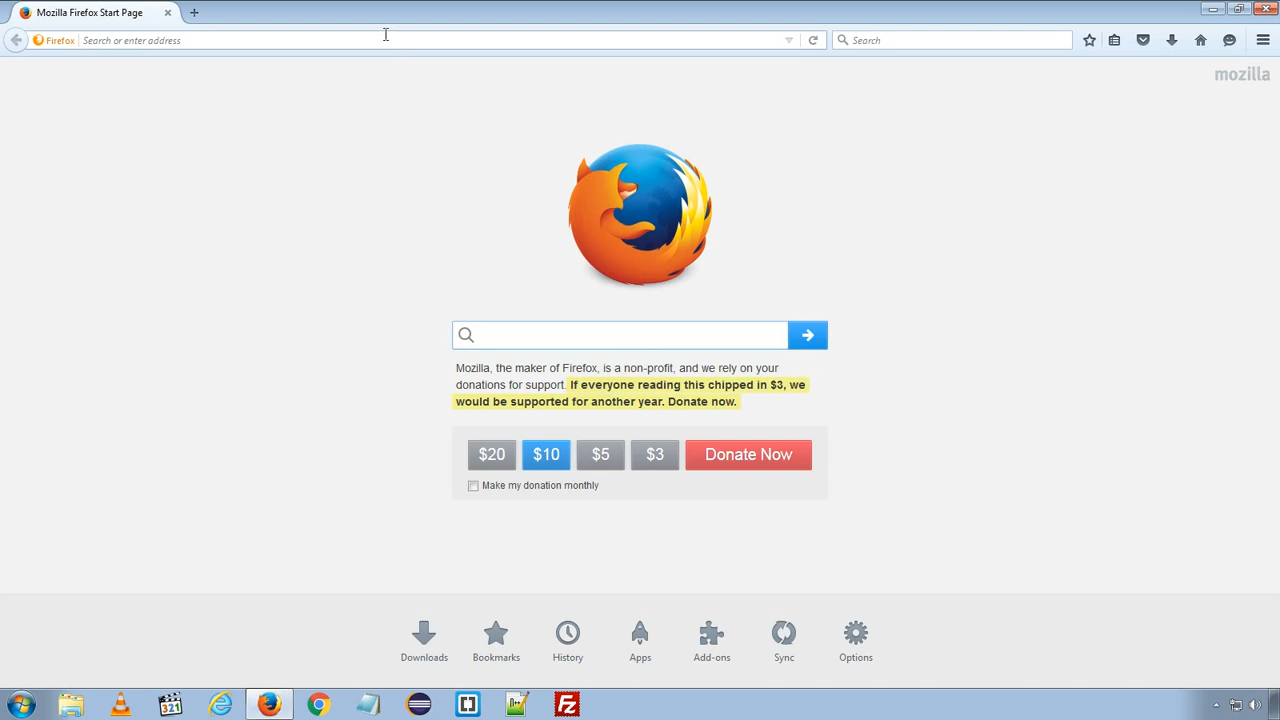 Mozilla Firefox Start Page
Firefox Search or enter address
Search
mozilla
Mozilla, the maker of Firefox, is a non-profit, and we rely on your
donations for support. If everyone reading this chipped in $3, we
would be supported for another year. Donate now.
$20 $10 $5 $3 Donate Now
Make my donation monthly
Downloads Bookmarks History Apps Add-ons Sync Options
321
N++
FZ